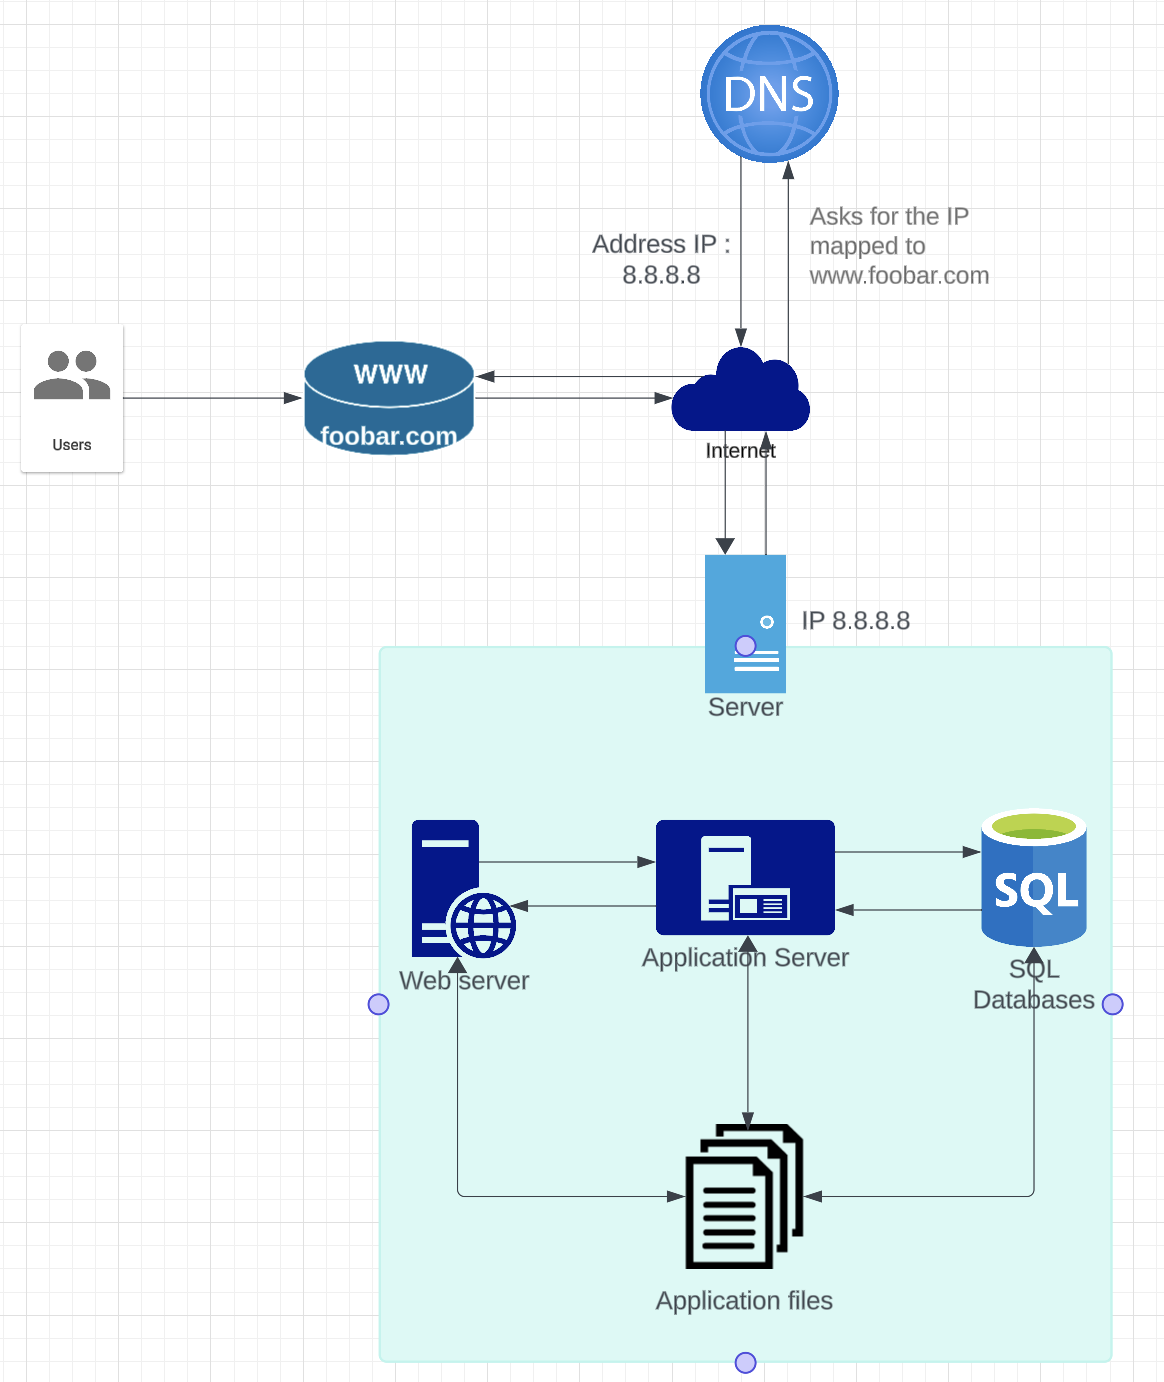 DNS
Address IP :
8.8.8.8
Asks for the IP
mapped to
www.foobar.com
Users
WWW
foobar.com
Internet
IP 8.8.8.8
Server
Web server
Application Server
SQL
SQL
Databases
Application files